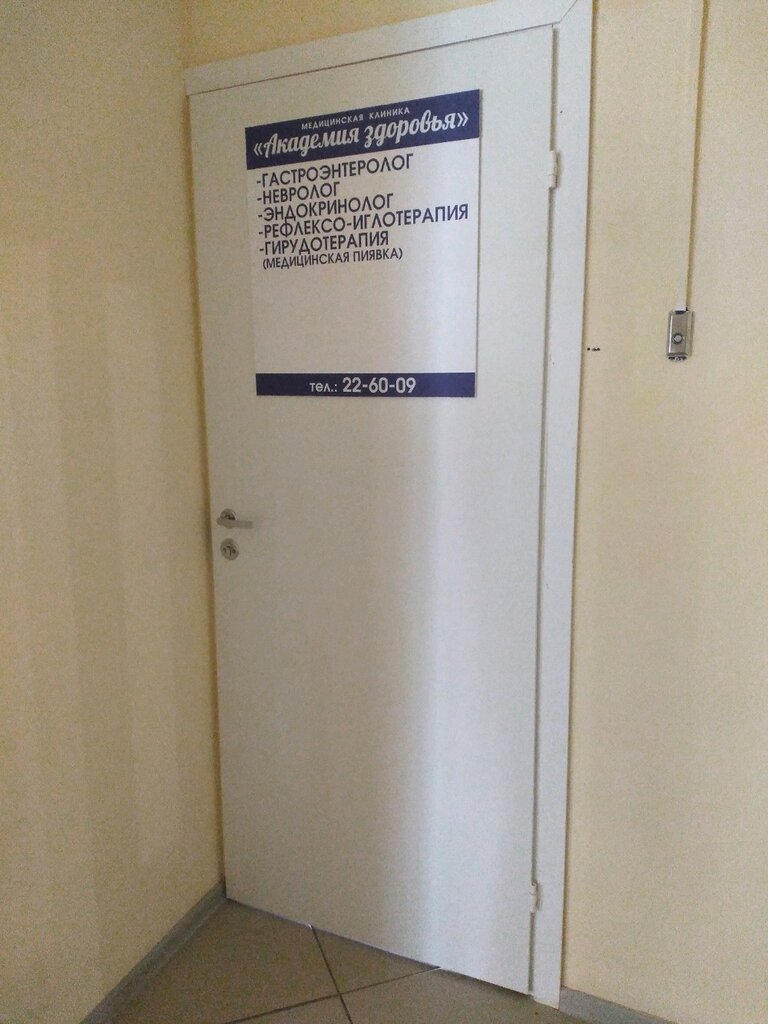 МЕДИЦИНСКАЯ КЛИНИКА
«Академия здоровья»
-ГАСТРОЭНТЕРОЛОГ
-НЕВРОЛОГ
-ЭНДОКРИНОЛОГ
-РЕФЛЕКСО-ИГЛОТЕРАПИЯ
-ГИРУДОТЕРАПИЯ
(МЕДИЦИНСКАЯ ПИЯВКА)
тел.: 22-60-09